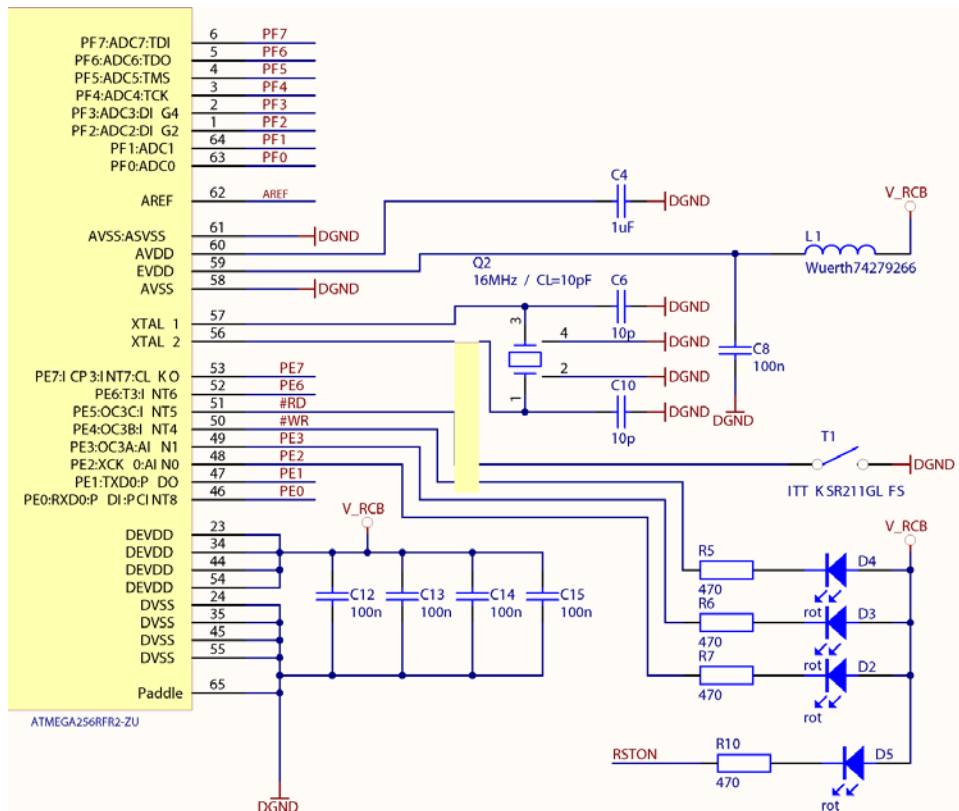 PF7:ADC7:TDI 6 PF7
PF6:ADC6:TDO 5 PF6
PF5:ADC5:TMS 4 PF5
PF4:ADC4:TCK 3 PF4
PF3:ADC3:DI G4 2 PF3
PF2:ADC2:DI G2 1 PF2
PF1:ADC1 64 PF1
PF0:ADC0 63 PF0
AREF 62 AREF
AVSS:ASVSS 61 DGND
AVDD 60
EVDD 59
AVSS 58 DGND
C4
1uF
DGND
V_RCB
L1
Wuerth74279266
Q2
16MHz / CL=10pF
C6
10p
DGND
XTAL 1 57
XTAL 2 56
3
4 DGND
2 DGND
1
C10
10p
DGND
C8
100n
DGND
PE7:I CP3:INT7:CL KO 53 PE7
PE6:T3:I NT6 52 PE6
PE5:OC3C:I NT5 51 #RD
PE4:OC3B:I NT4 50 #WR
PE3:OC3A:AI N1 49 PE3
PE2:XCK 0:AIN0 48 PE2
PE1:TXD0:P DO 47 PE1
PE0:RXD0:P DI:PCINT8 46 PE0
T1
DGND
ITT KSR211GL FS
DEVDD 23
DEVDD 34
DEVDD 44
DEVDD 54
DVSS 24
DVSS 35
DVSS 45
DVSS 55
Paddle 65
V_RCB
C12
100n
C13
100n
C14
100n
C15
100n
V_RCB
R5
470
D4
rot
R6
470
D3
rot
R7
470
D2
rot
RSTON
R10
470
D5
rot
ATMEGA256RFR2-ZU
DGND